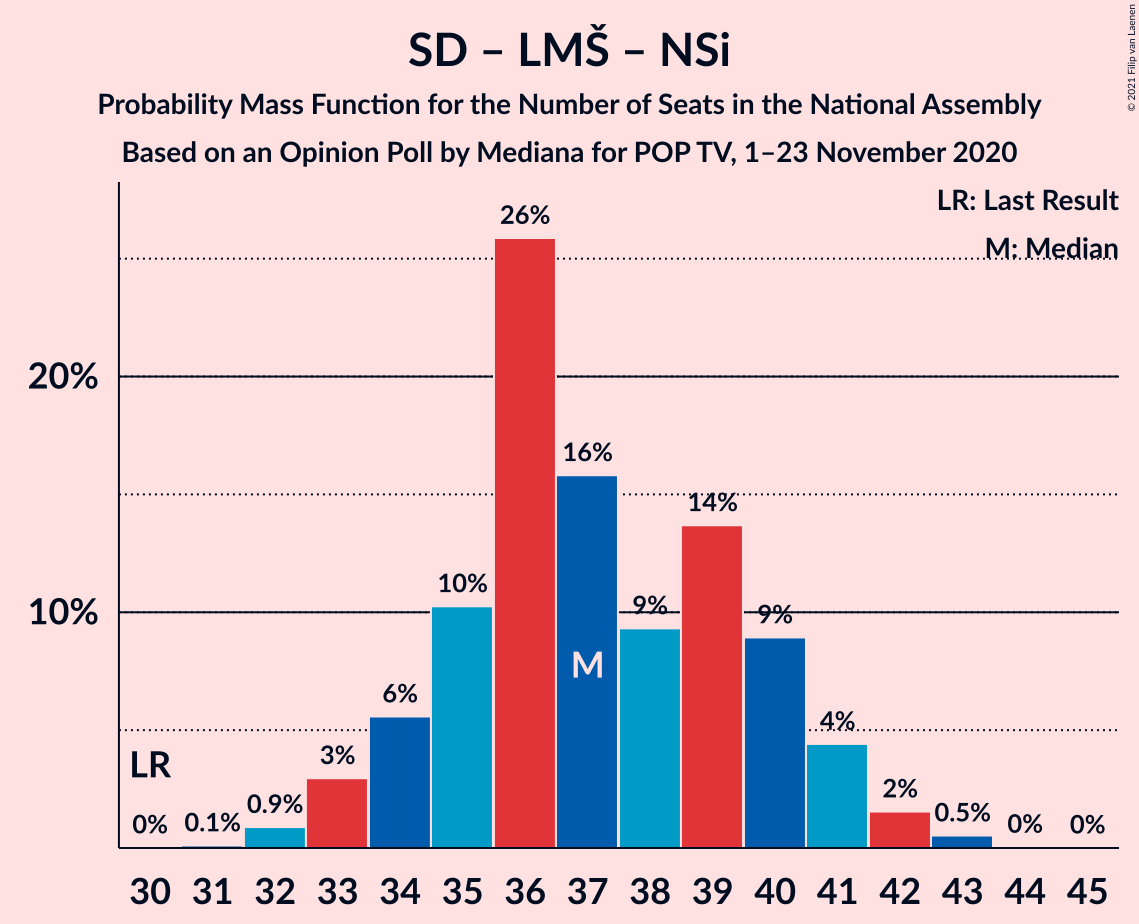 SD – LMŠ – NSi
Probability Mass Function for the Number of Seats in the National Assembly
Based on an Opinion Poll by Mediana for POP TV, 1–23 November 2020
© 2021 Filip van Laenen
LR: Last Result
M: Median
26%
20%
16%
14%
10%
9%
9%
10%
6%
M
4%
3%
LR
2%
0.9%
0.5%
0%
0.1%
0%
0%
30 31 32 33 34 35 36 37 38 39 40 41 42 43 44 45